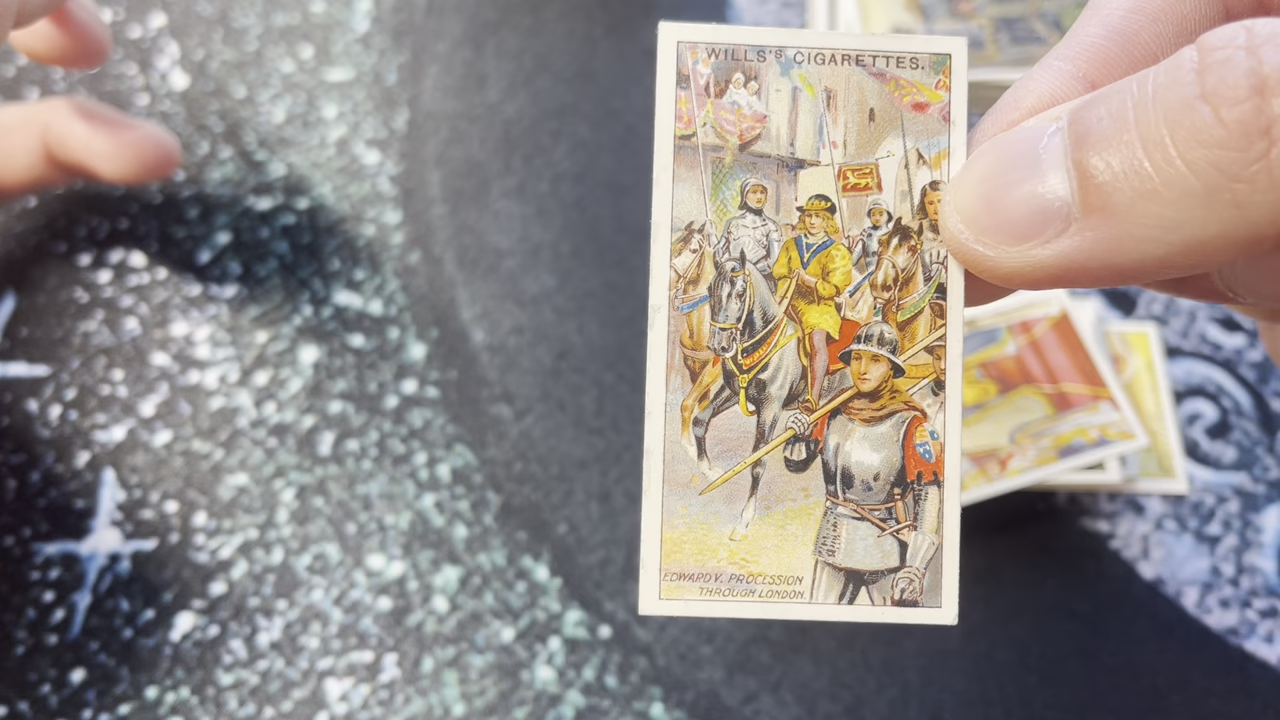 WILLS'S CIGARETTES.
EDWARD V. PROCESSION
THROUGH LONDON.